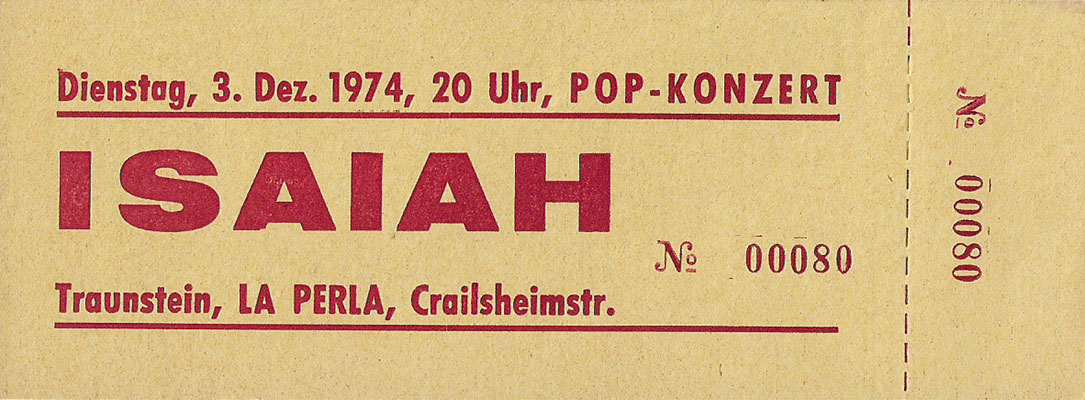 Dienstag, 3. Dez. 1974, 20 Uhr, POP-KONZERT
ISAIAH
№ 00080
Traunstein, LA PERLA, Crailsheimstr.
№ 00080